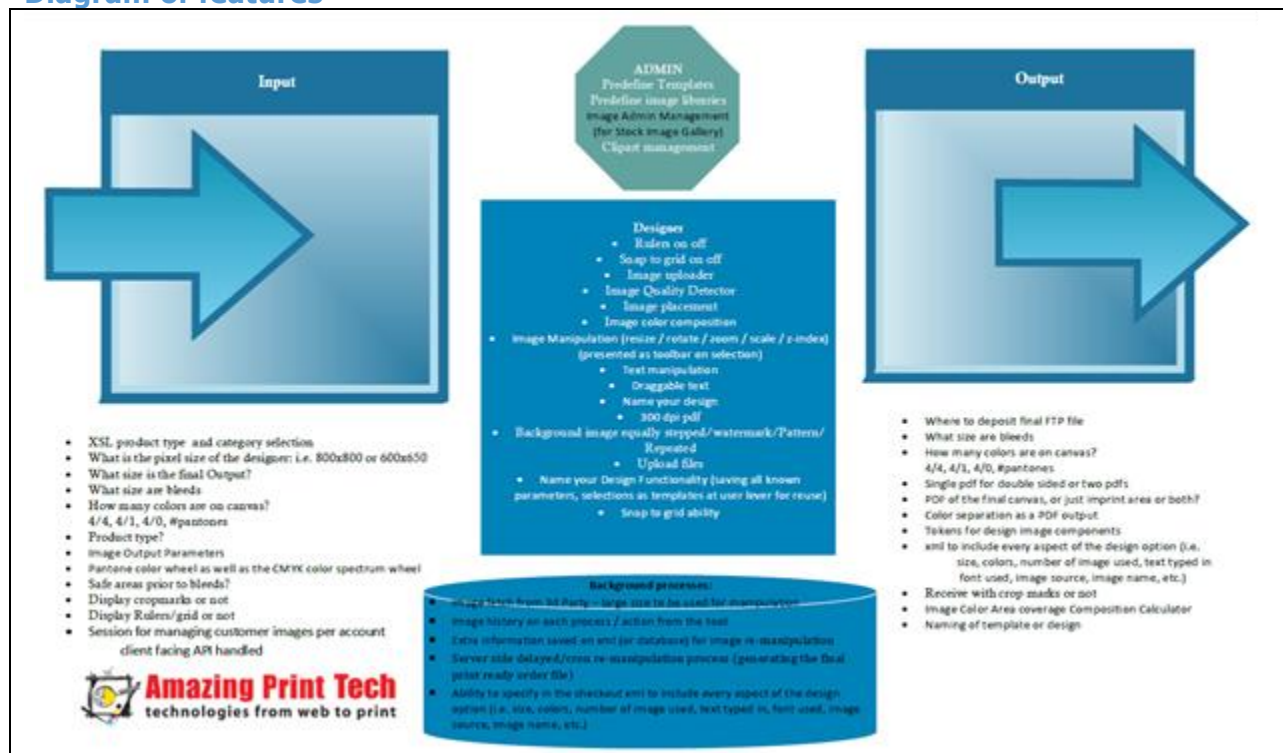 Diagram of features
Input
XSL product type and category selection
What is the pixel size of the designer: i.e. 800x800 or 600x650
What size is the final Output?
What size are bleeds
How many colors are on canvas?
4/4, 4/1, 4/0, #pantones
Product type?
Image Output Parameters
Pantone color wheel as well as the CMYK color spectrum wheel
Safe areas prior to bleeds?
Display cropmarks or not
Display Rulers/grid or not
Session for managing customer images per account
client facing API handled
Amazing Print Tech
technologies from web to print
ADMIN
Predefine Templates
Predefine image libraries
Image Admin Management
(for Stock Image Gallery)
Clipart management
Designer
Rulers on off
Snap to grid on off
Image uploader
Image Quality Detector
Image placement
Image color composition
Image Manipulation (resize / rotate / zoom / scale / z-index)
(presented as toolbar on selection)
Text manipulation
Draggable text
Name your design
300 dpi pdf
Background image equally stepped/watermark/Pattern/
Repeated
Upload files
Name your Design Functionality (saving all known
parameters, selections as templates at user lever for reuse)
Snap to grid ability
Background processes:
Image fetch from 3d Party – large size to be used for manipulation
Image history on each process / action from the tool
Extra information saved on xml (or database) for image re-manipulation
Server side delayed/cron re-manipulation process (generating the final
print ready order file)
Ability to specify in the checkout xml to include every aspect of the design
option (i.e. size, colors, number of image used, text typed in, font used, image
source, image name, etc.)
Output
Where to deposit final FTP file
What size are bleeds
How many colors are on canvas?
4/4, 4/1, 4/0, #pantones
Single pdf for double sided or two pdfs
PDF of the final canvas, or just imprint area or both?
Color separation as a PDF output
Tokens for design image components
xml to include every aspect of the design option (i.e.
size, colors, number of image used, text typed in
font used, image source, image name, etc.)
Receive with crop marks or not
Image Color Area coverage Composition Calculator
Naming of template or design